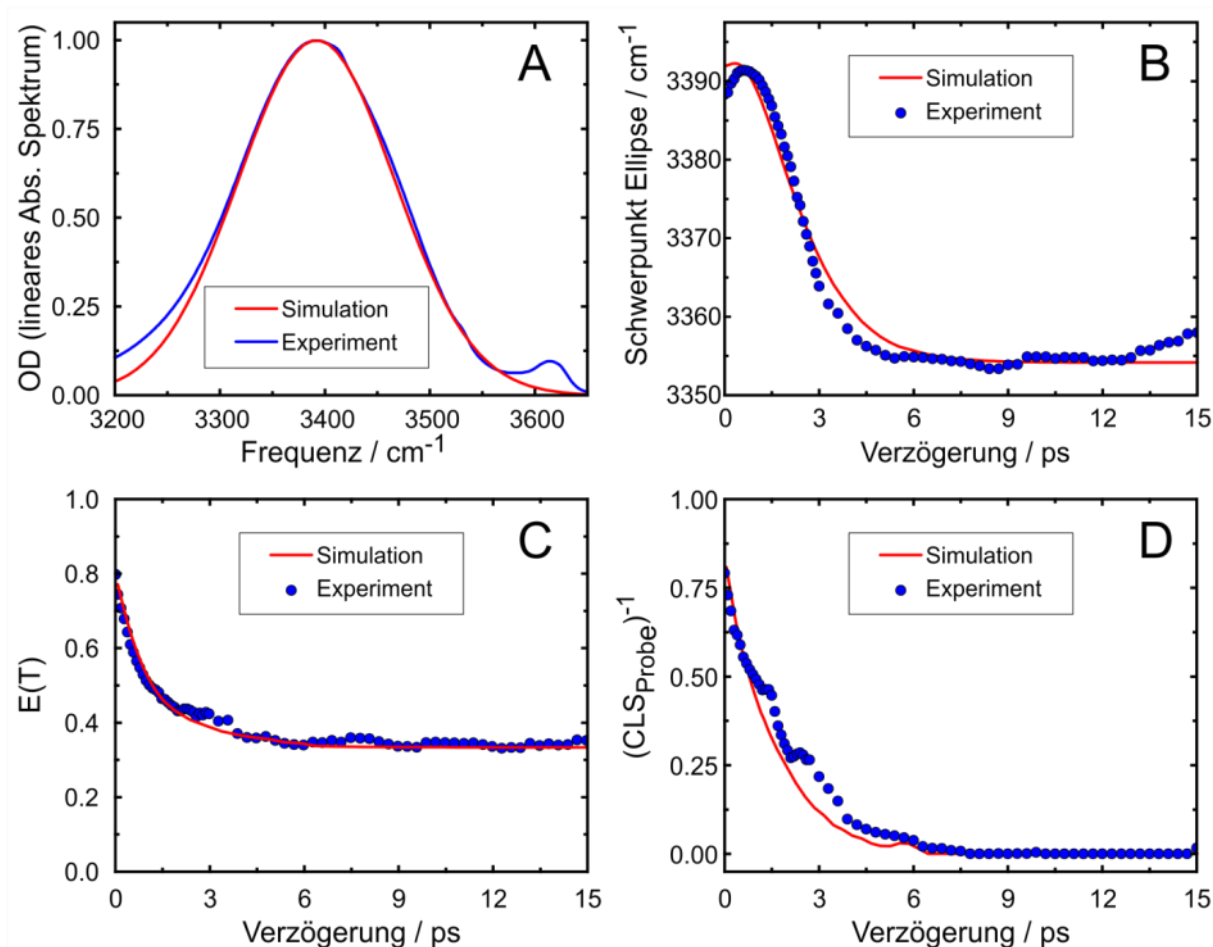 A
OD (lineares Abs. Spektrum)
1.00
0.75
0.50
0.25
0.00
Simulation
Experiment
3200
3300
3400
3500
3600
Frequenz / cm⁻¹
B
Schwerpunkt Ellipse / cm⁻¹
3390
3380
3370
3360
3350
Simulation
Experiment
0
3
6
9
12
15
Verzögerung / ps
C
E(T)
1.0
0.8
0.6
0.4
0.2
0.0
Simulation
Experiment
0
3
6
9
12
15
Verzögerung / ps
D
(CLS_Probe)⁻¹
1.00
0.75
0.50
0.25
0.00
Simulation
Experiment
0
3
6
9
12
15
Verzögerung / ps